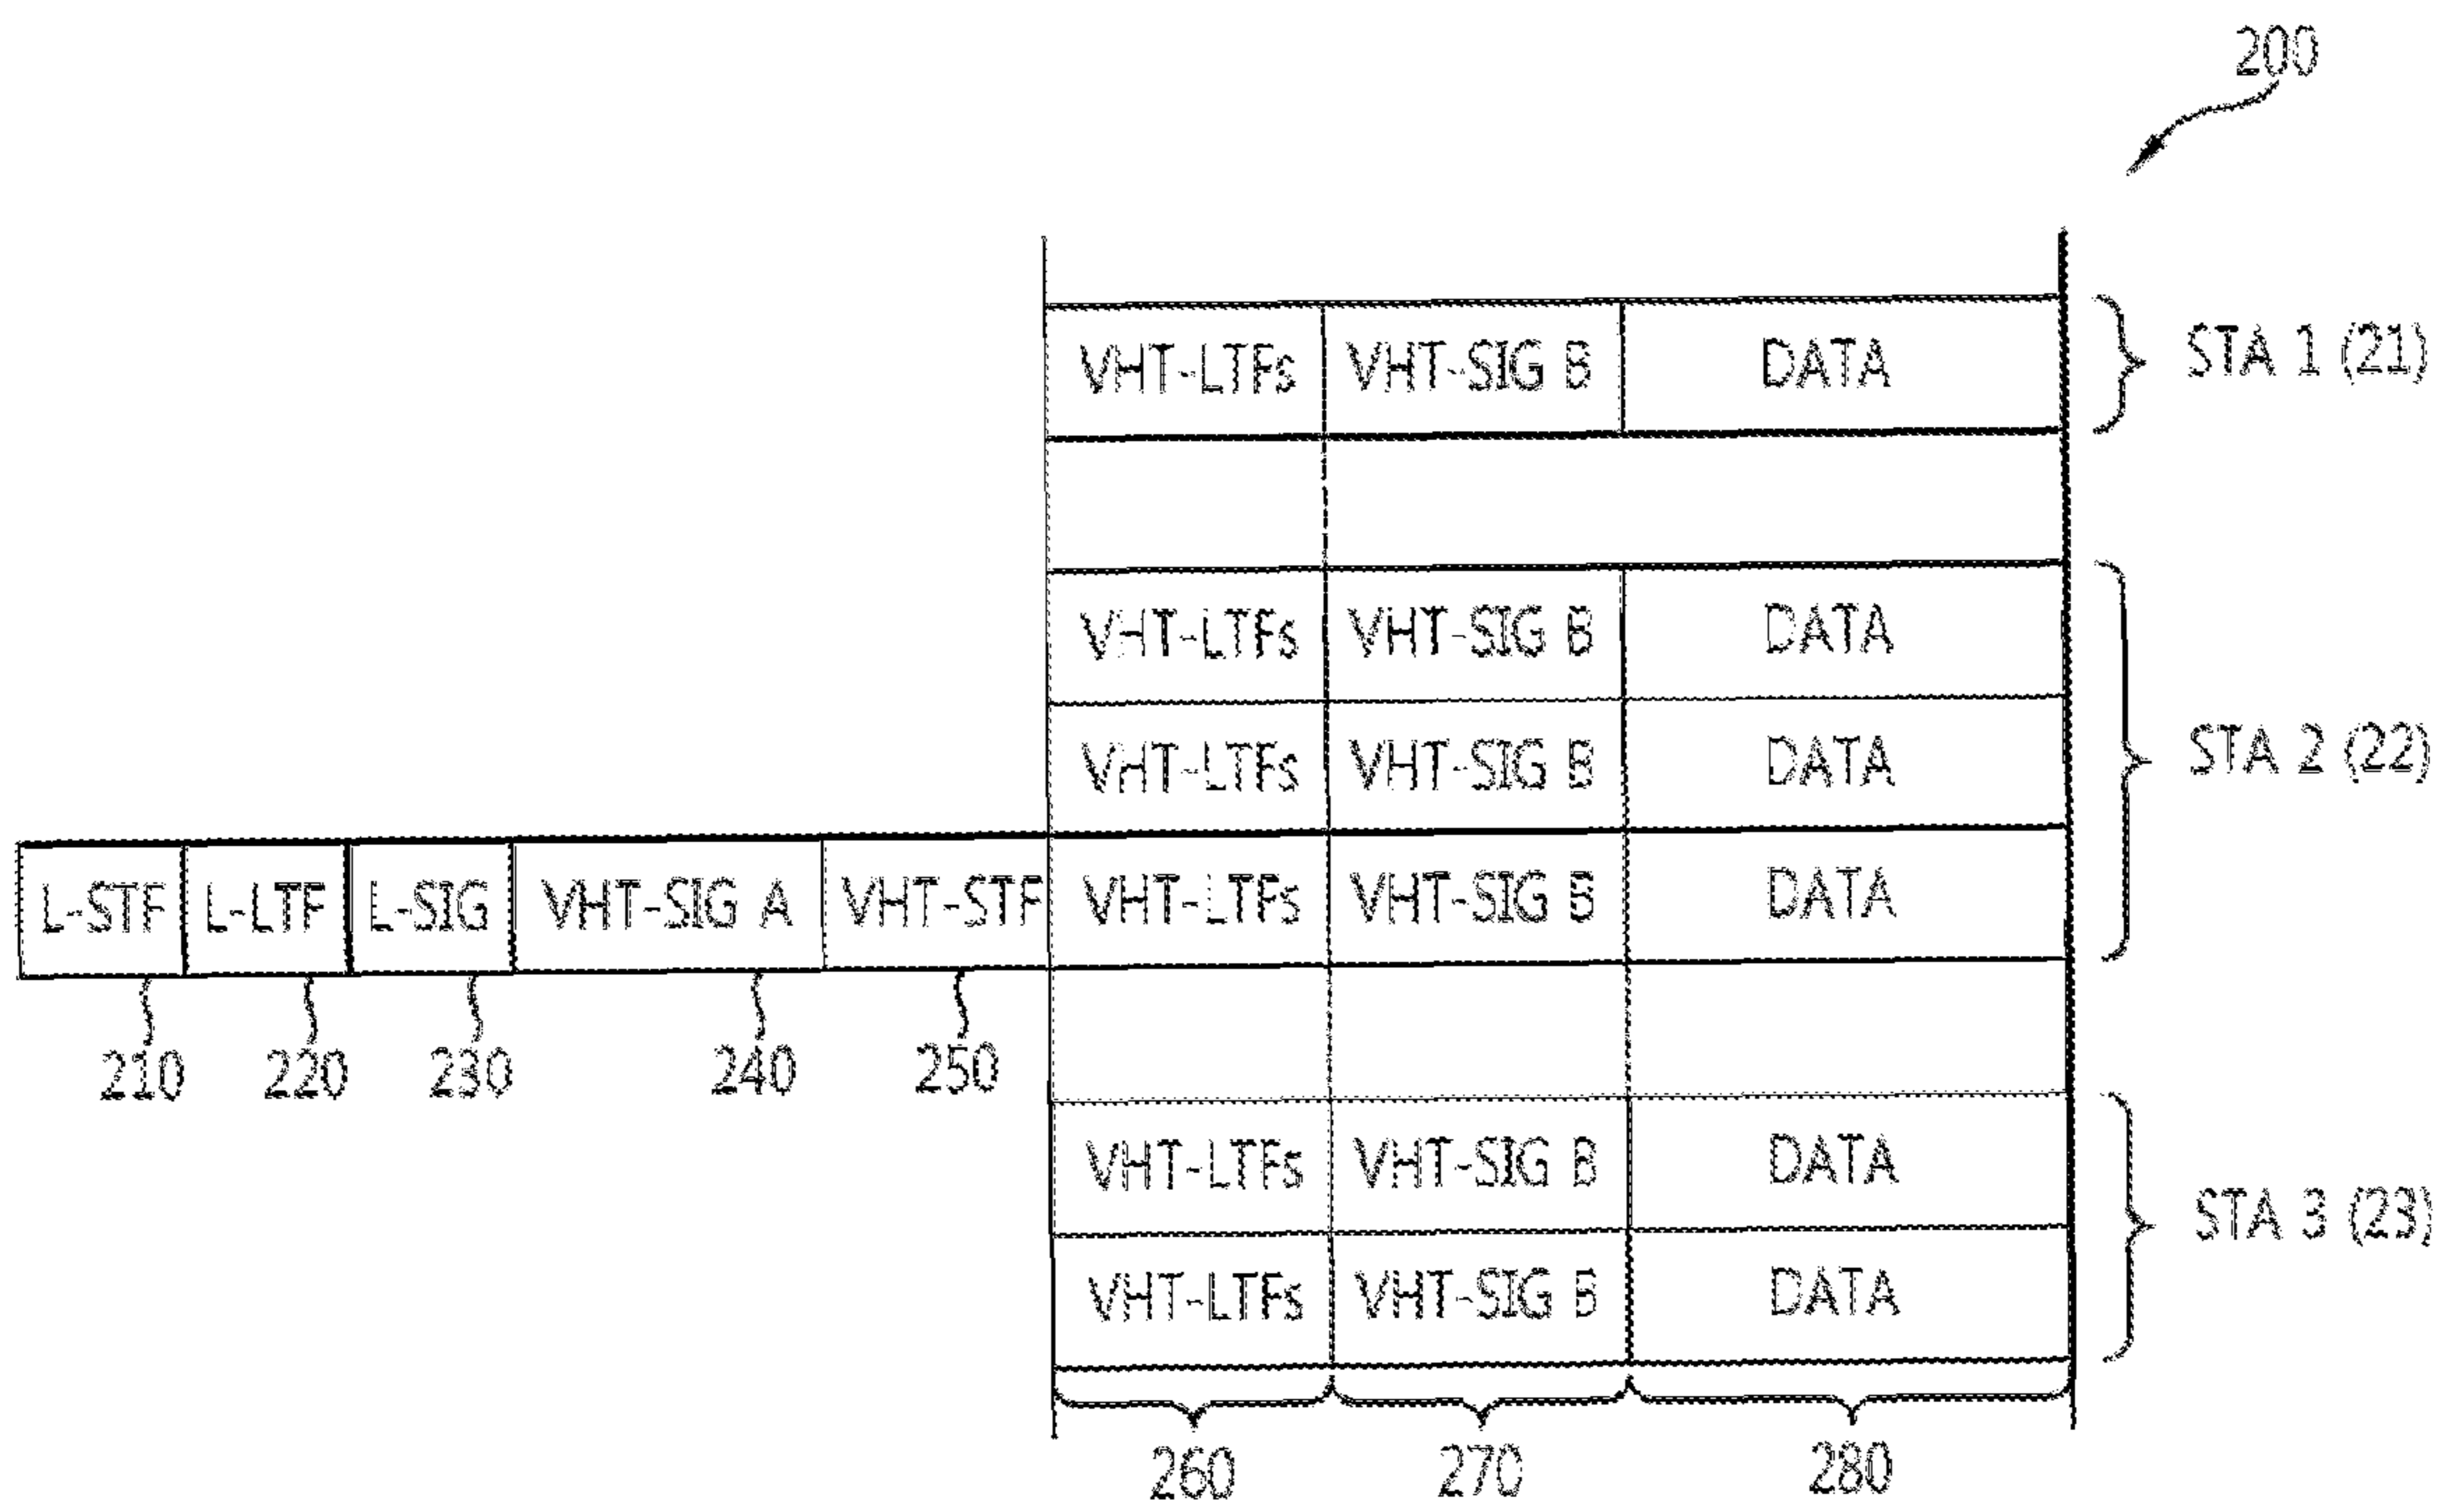 200
VHT-LTFs VHT-SIG B DATA STA 1 (21)
VHT-LTFs VHT-SIG B DATA
VHT-LTFs VHT-SIG B DATA STA 2 (22)
L-STF L-LTF L-SIG VHT-SIG A VHT-STF VHT-LTFs VHT-SIG B DATA
210 220 230 240 250
VHT-LTFs VHT-SIG B DATA
STA 3 (23)
VHT-LTFs VHT-SIG B DATA
260 270 280